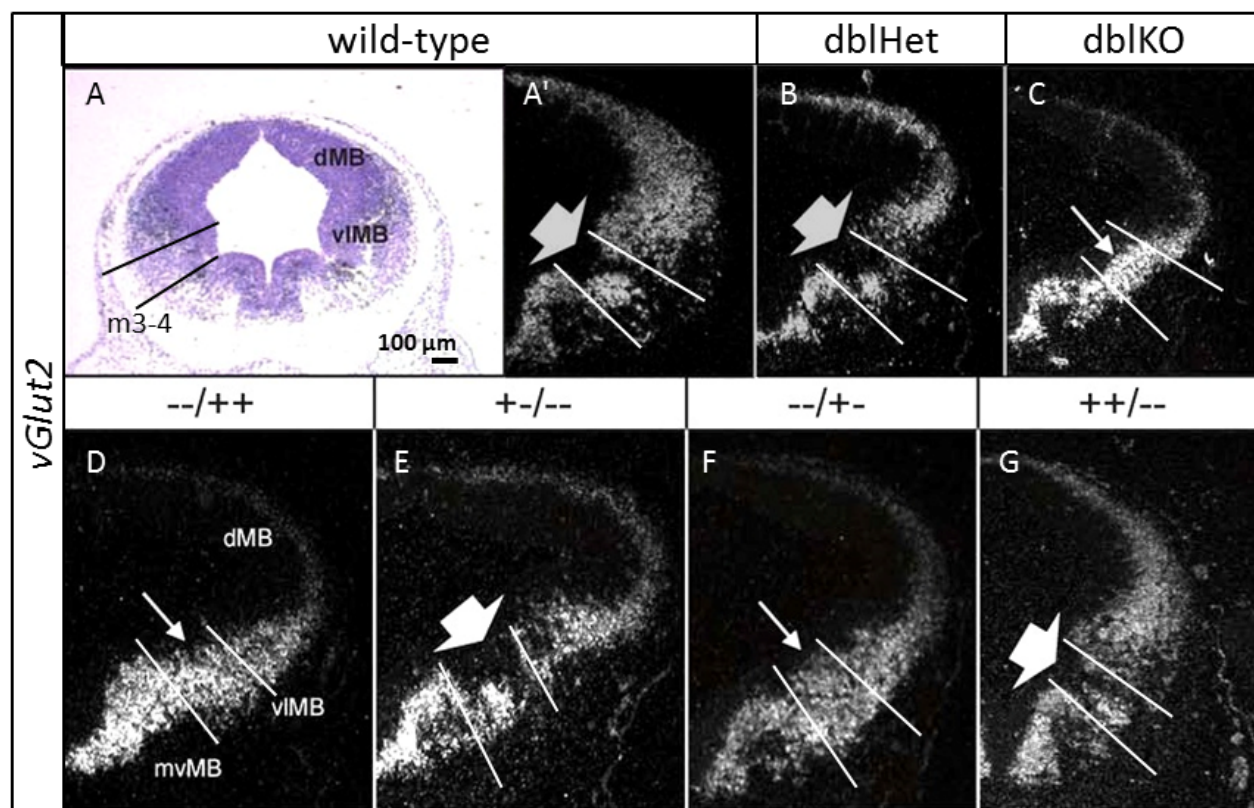 wild-type dblHet dblKO
vGlut2
A A' B C
dMB
vlMB
m3-4
100 µm
--/++ +-/-- --/+- ++/--
D E F G
dMB
vlMB
mvMB